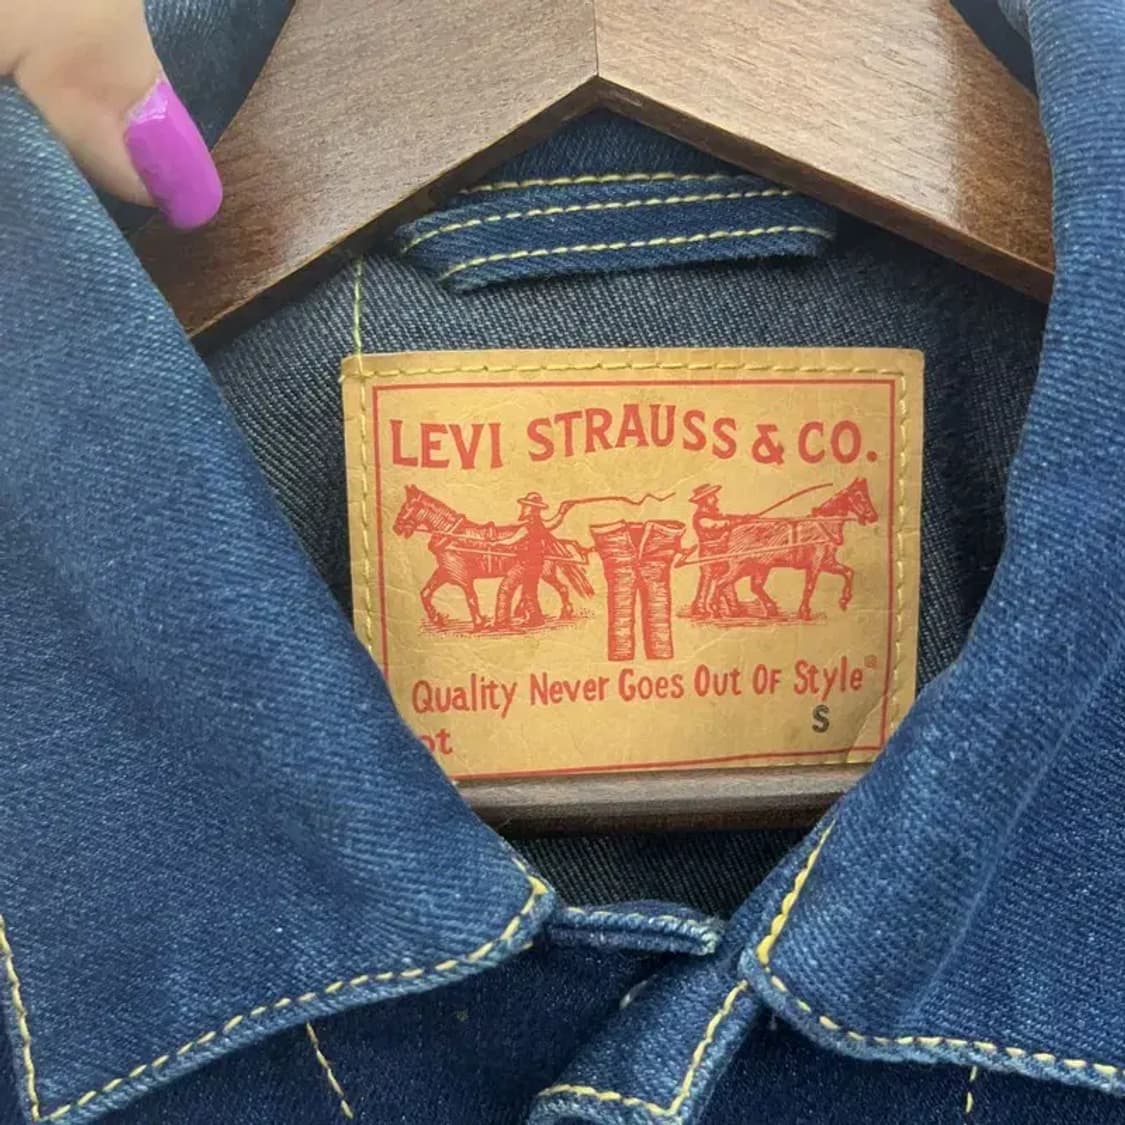 LEVI STRAUSS & CO.
Quality Never Goes Out Of Style®
S